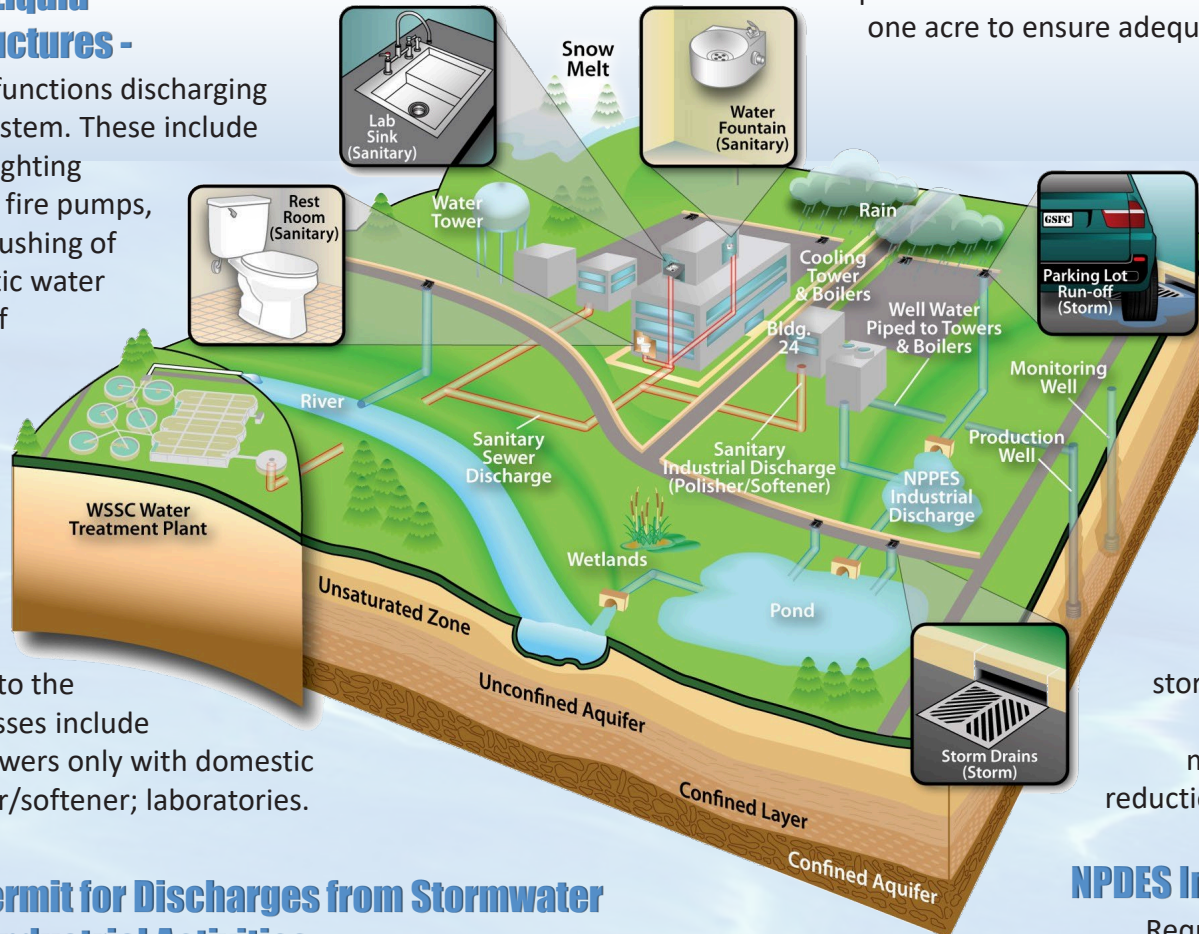 Liquid
uctures -
functions discharging
stem. These include
ghting
fire pumps,
ushing of
tic water
f
one acre to ensure adequ
Snow
Melt
Lab
Sink
(Sanitary)
Water
Fountain
(Sanitary)
Rest
Room
(Sanitary)
Water
Tower
Rain
GSFC
Parking Lot
Run-off
(Storm)
Cooling
Tower
& Boilers
Bldg.
24
Well Water
Piped to Towers
& Boilers
Monitoring
Well
Production
Well
River
Sanitary
Sewer
Discharge
Sanitary
Industrial Discharge
(Polisher/Softener)
NPPES
Industrial
Discharge
WSSC Water
Treatment Plant
Wetlands
Pond
Unsaturated Zone
Unconfined Aquifer
Confined Layer
Confined Aquifer
Storm Drains
(Storm)
to the
sses include
wers only with domestic
r/softener; laboratories.
stor
reductio
ermit for Discharges from Stormwater
ndustrial Activities
NPDES In
Requ